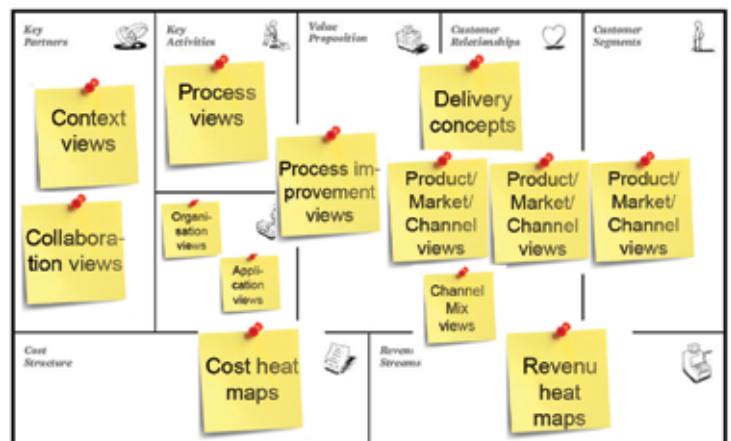 Key
Partners
Key
Activities
Value
Proposition
Customer
Relationships
Customer
Segments
Context
views
Collabora-
tion views
Process
views
Organi-
sation
views
Appli-
cation
views
Process im-
provement
views
Delivery
concepts
Product/
Market/
Channel
views
Product/
Market/
Channel
views
Product/
Market/
Channel
views
Channel
Mix
views
Cost
Structure
Cost heat
maps
Reven
Streams
Revenu
heat
maps